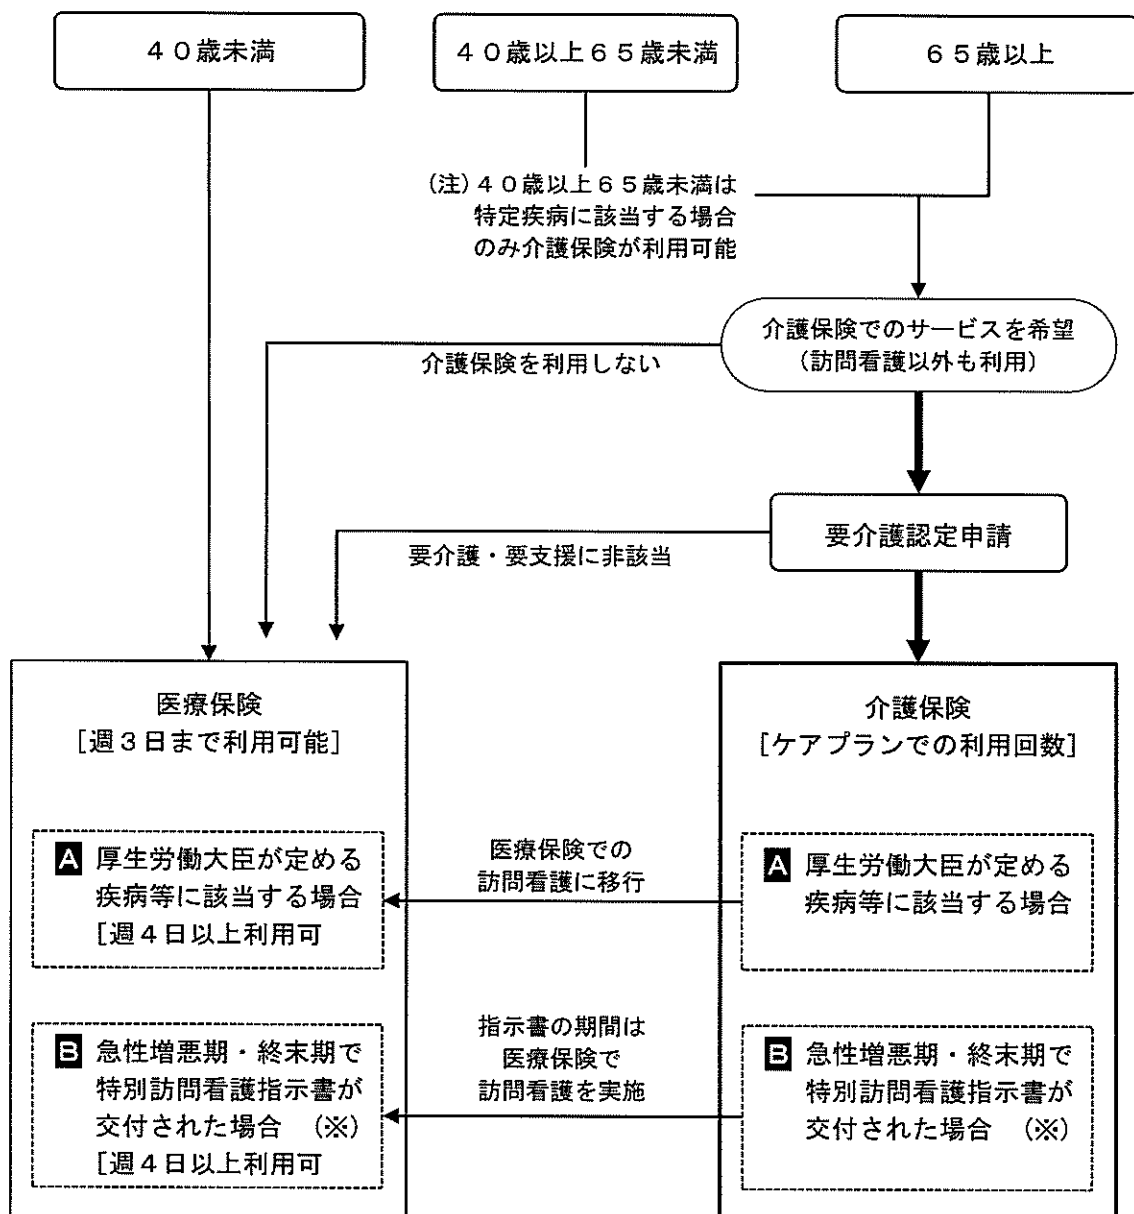 ４０歳未満
４０歳以上６５歳未満
６５歳以上
（注）４０歳以上６５歳未満は
特定疾病に該当する場合
のみ介護保険が利用可能
介護保険でのサービスを希望
（訪問看護以外も利用）
介護保険を利用しない
要介護認定申請
要介護・要支援に非該当
医療保険
［週３日まで利用可能］
介護保険
［ケアプランでの利用回数］
A 厚生労働大臣が定める
疾病等に該当する場合
［週４日以上利用可
医療保険での
訪問看護に移行
A 厚生労働大臣が定める
疾病等に該当する場合
B 急性増悪期・終末期で
特別訪問看護指示書が
交付された場合　（※）
［週４日以上利用可
指示書の期間は
医療保険で
訪問看護を実施
B 急性増悪期・終末期で
特別訪問看護指示書が
交付された場合　（※）